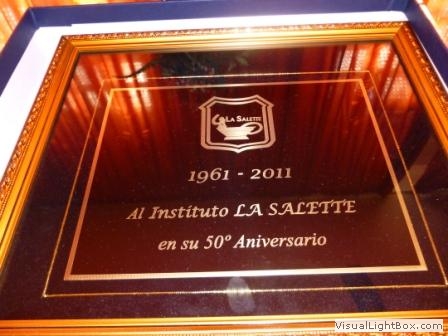 LA SALETTE
1961 - 2011
Al Instituto LA SALETTE
en su 50º Aniversario
VisualLightBox.com